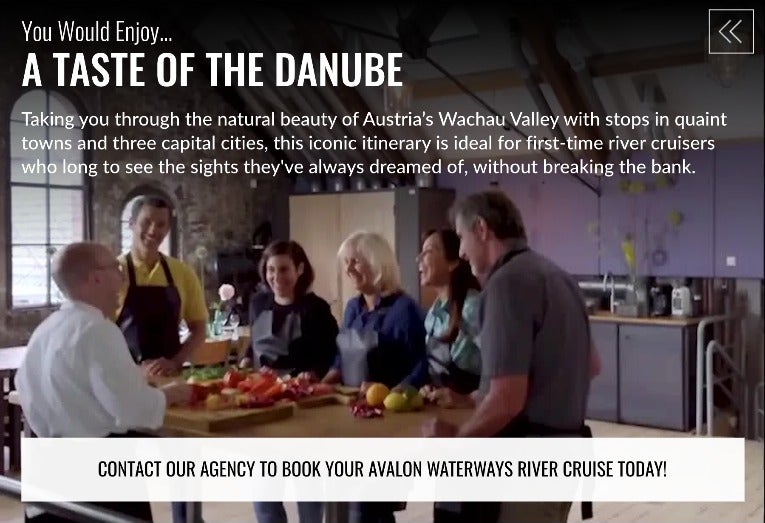 You Would Enjoy...
A TASTE OF THE DANUBE
Taking you through the natural beauty of Austria’s Wachau Valley with stops in quaint
towns and three capital cities, this iconic itinerary is ideal for first-time river cruisers
who long to see the sights they've always dreamed of, without breaking the bank.
CONTACT OUR AGENCY TO BOOK YOUR AVALON WATERWAYS RIVER CRUISE TODAY!